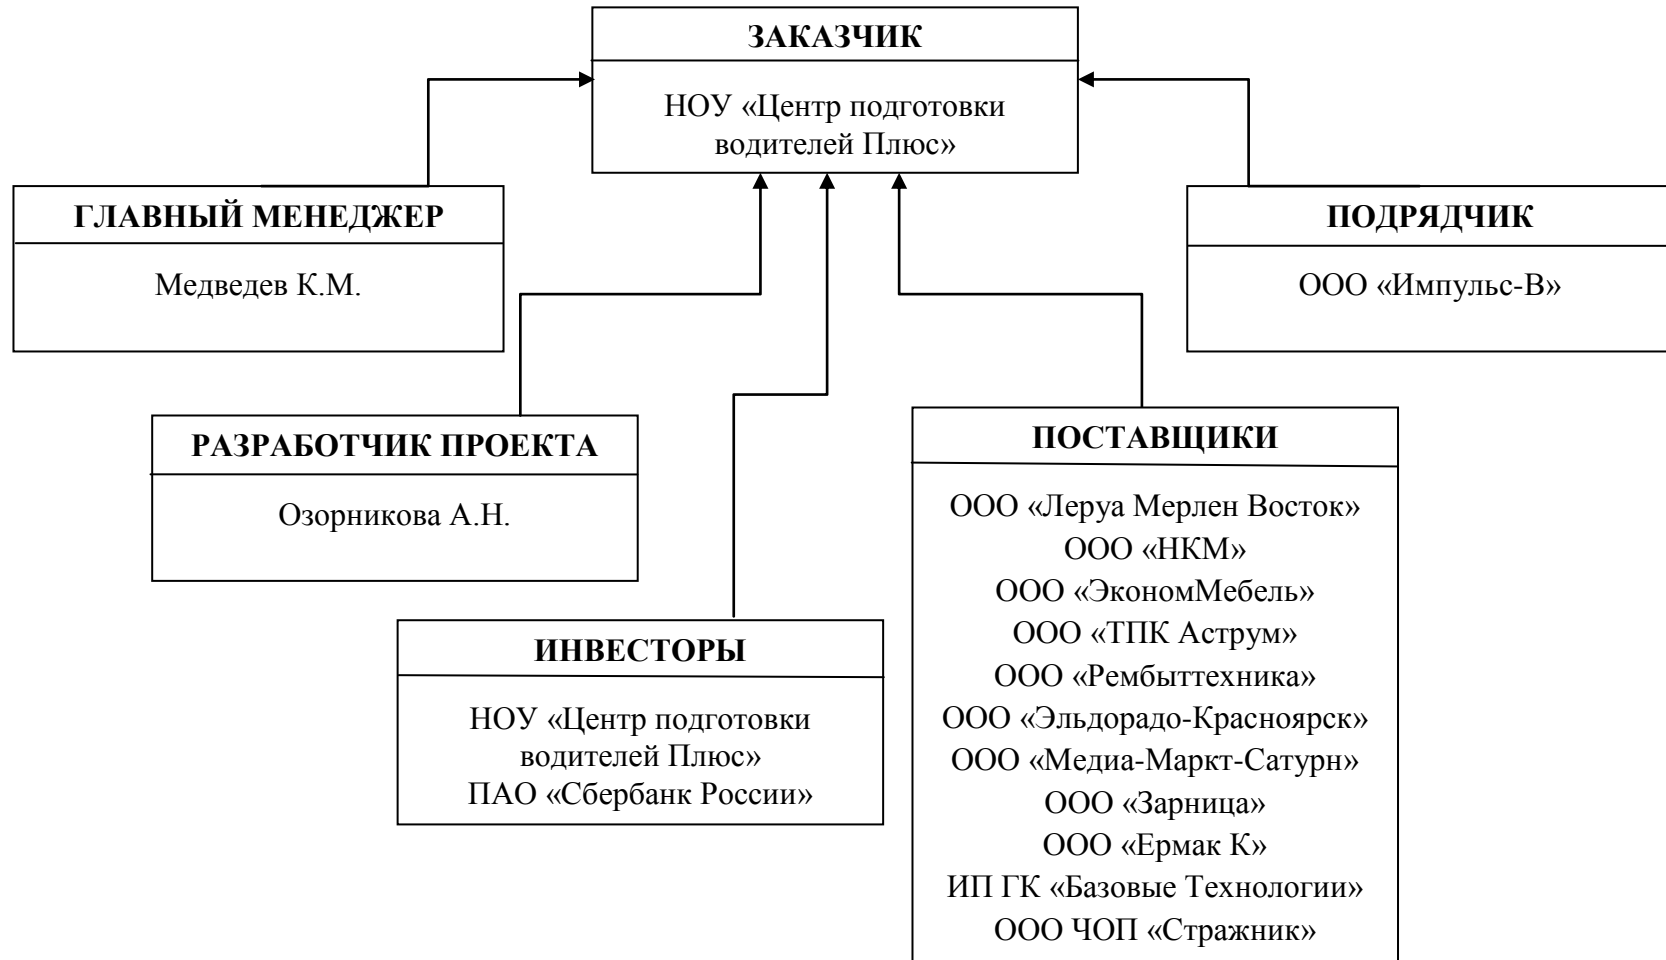 ЗАКАЗЧИК
НОУ «Центр подготовки
водителей Плюс»
ГЛАВНЫЙ МЕНЕДЖЕР
Медведев К.М.
ПОДРЯДЧИК
ООО «Импульс-В»
РАЗРАБОТЧИК ПРОЕКТА
Озорникова А.Н.
ИНВЕСТОРЫ
НОУ «Центр подготовки
водителей Плюс»
ПАО «Сбербанк России»
ПОСТАВЩИКИ
ООО «Леруа Мерлен Восток»
ООО «НКМ»
ООО «ЭкономМебель»
ООО «ТПК Аструм»
ООО «Рембыттехника»
ООО «Эльдорадо-Красноярск»
ООО «Медиа-Маркт-Сатурн»
ООО «Зарница»
ООО «Ермак К»
ИП ГК «Базовые Технологии»
ООО ЧОП «Стражник»